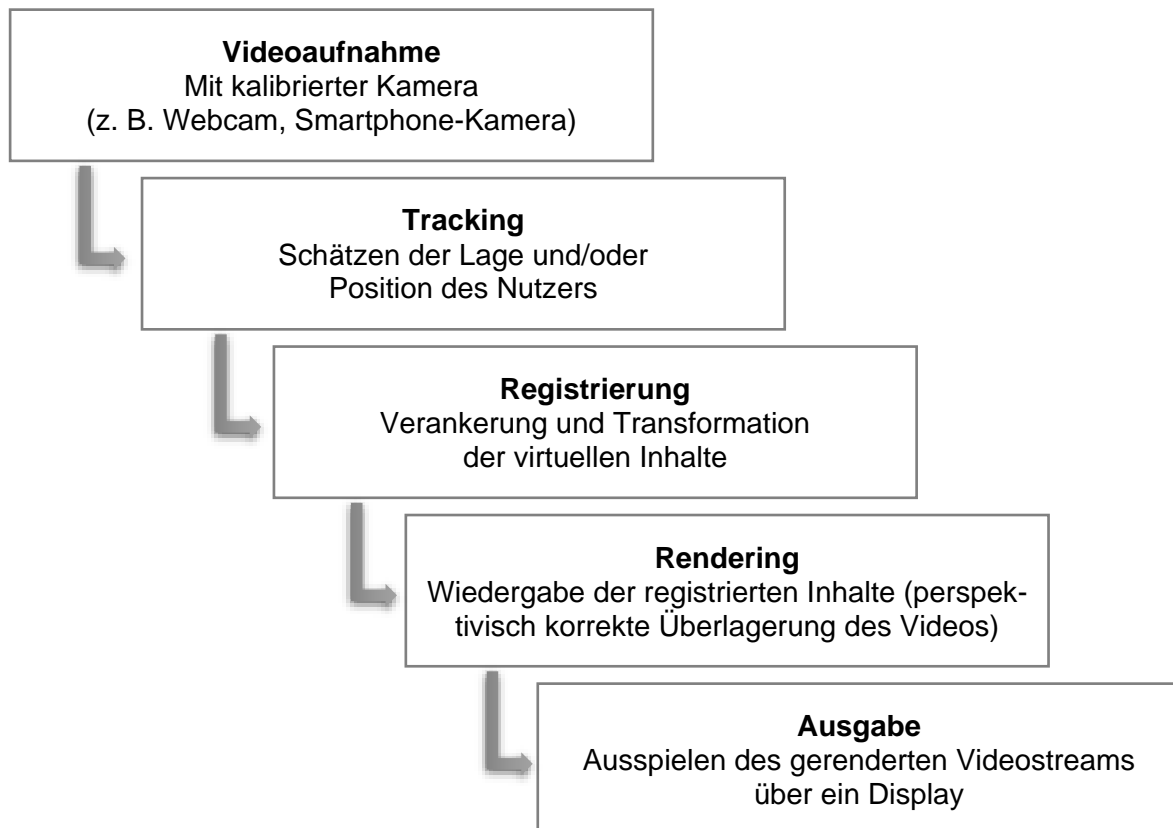 Videoaufnahme
Mit kalibrierter Kamera
(z. B. Webcam, Smartphone-Kamera)
Tracking
Schätzen der Lage und/oder
Position des Nutzers
Registrierung
Verankerung und Transformation
der virtuellen Inhalte
Rendering
Wiedergabe der registrierten Inhalte (perspek-
tivisch korrekte Überlagerung des Videos)
Ausgabe
Ausspielen des gerenderten Videostreams
über ein Display